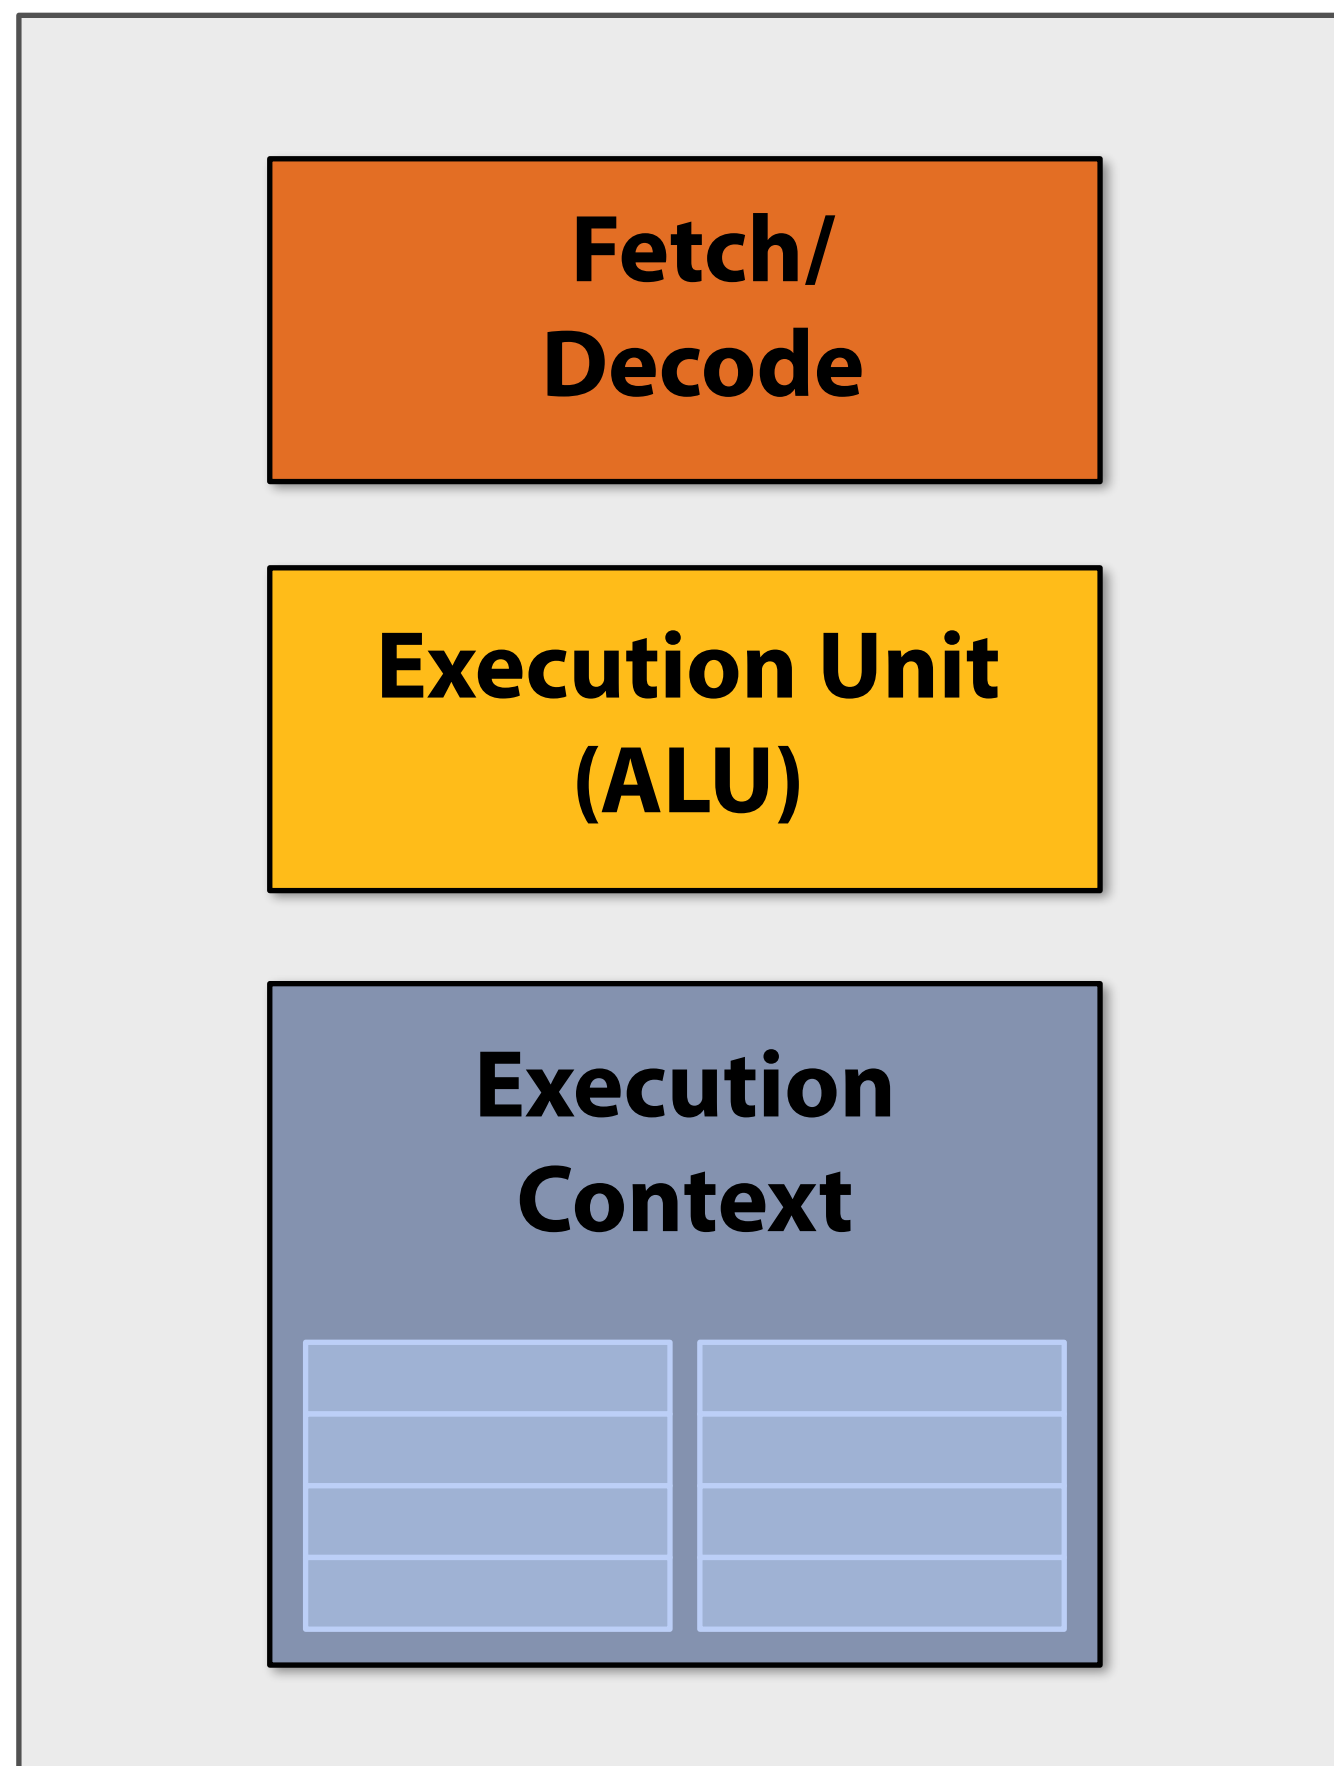 Fetch/
Decode
Execution Unit
(ALU)
Execution
Context